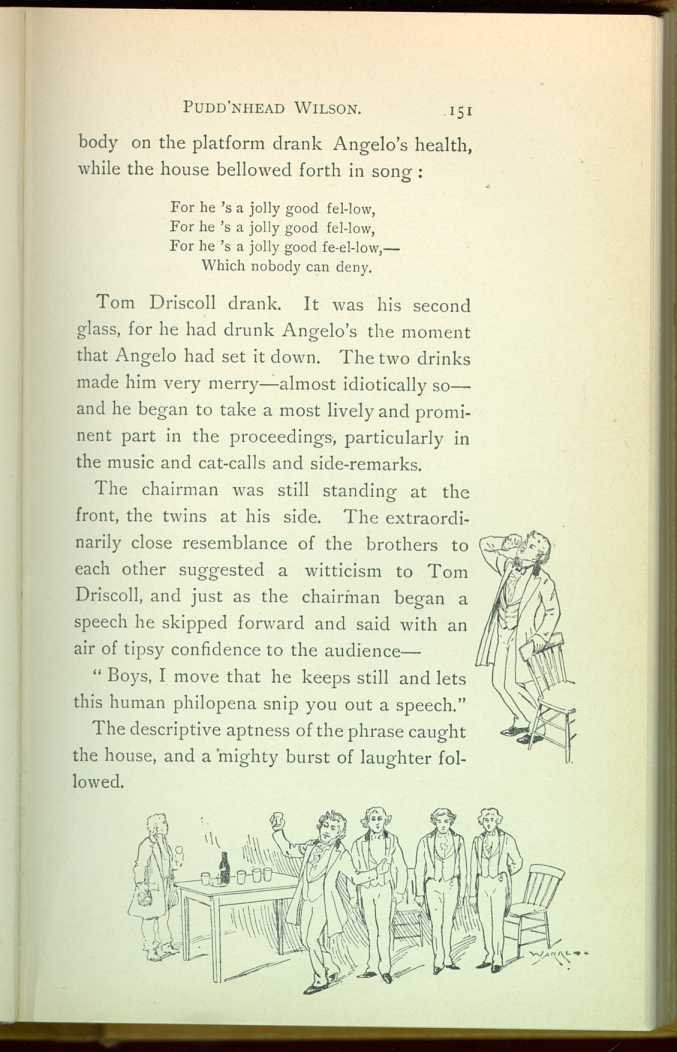 PUDD'NHEAD WILSON. 151
body on the platform drank Angelo's health,
while the house bellowed forth in song :
For he 's a jolly good fel-low,
For he 's a jolly good fel-low,
For he 's a jolly good fe-el-low,—
Which nobody can deny.
Tom Driscoll drank. It was his second
glass, for he had drunk Angelo's the moment
that Angelo had set it down. The two drinks
made him very merry—almost idiotically so—
and he began to take a most lively and promi-
nent part in the proceedings, particularly in
the music and cat-calls and side-remarks.
The chairman was still standing at the
front, the twins at his side. The extraordi-
narily close resemblance of the brothers to
each other suggested a witticism to Tom
Driscoll, and just as the chairman began a
speech he skipped forward and said with an
air of tipsy confidence to the audience—
“ Boys, I move that he keeps still and lets
this human philopena snip you out a speech.”
The descriptive aptness of the phrase caught
the house, and a mighty burst of laughter fol-
lowed.